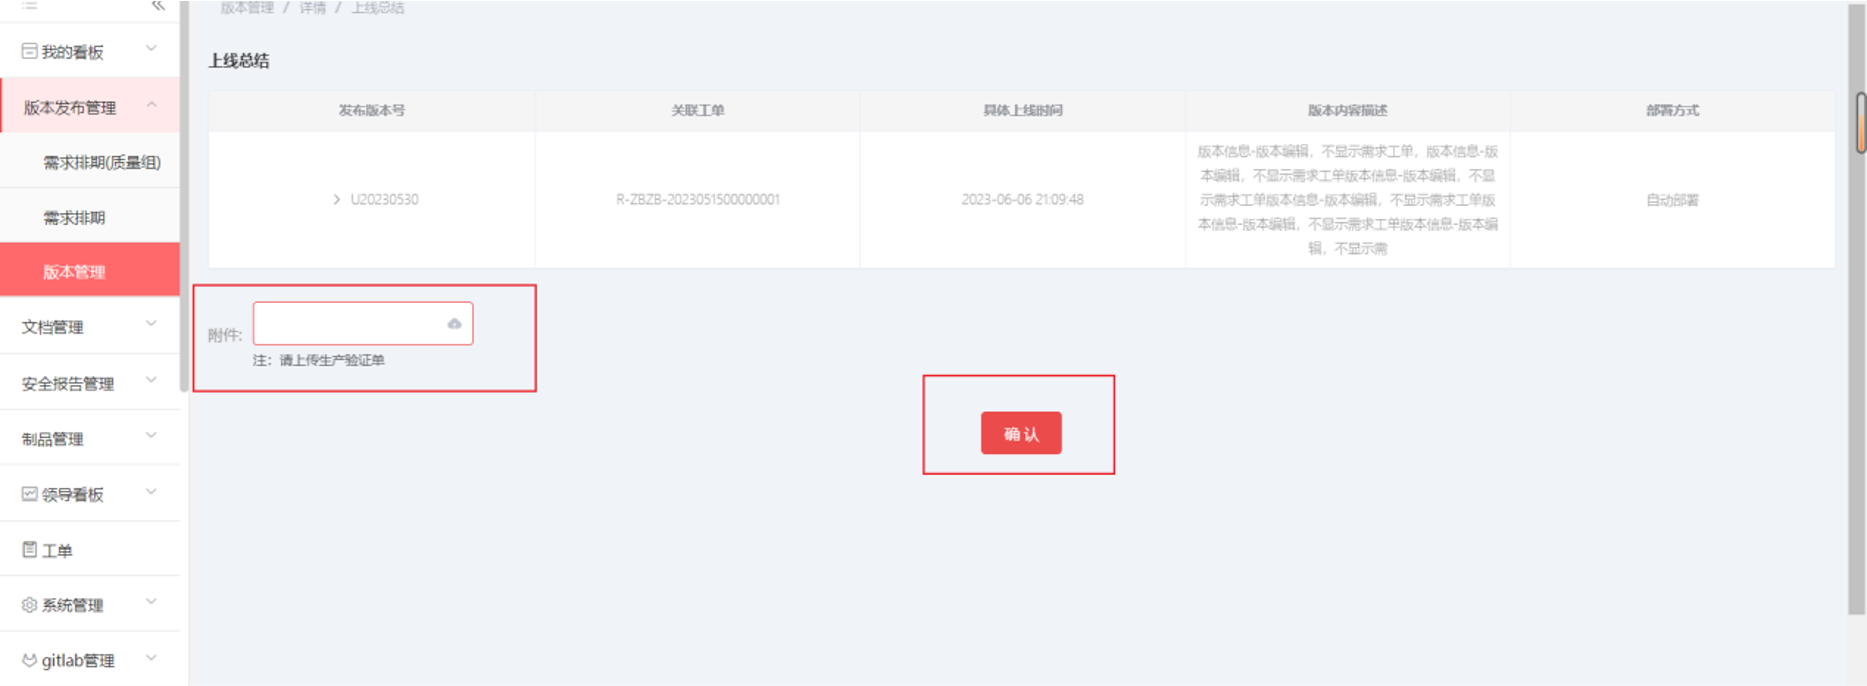 版本管理 / 详情 / 上线总结
我的看板
版本发布管理
需求排期(质量组)
需求排期
版本管理
文档管理
安全报告管理
制品管理
领导看板
工单
系统管理
gitlab管理
上线总结
发布版本号 关联工单 具体上线时间 版本内容描述 部署方式
U20230530 R-ZBZB-2023051500000001 2023-06-06 21:09:48
版本信息-版本编辑，不显示需求工单，版本信息-版
本编辑，不显示需求工单版本信息-版本编辑，不显
示需求工单版本信息-版本编辑，不显示需求工单版
本信息-版本编辑，不显示需求工单版本信息-版本编
辑，不显示需
自动部署
附件:
注：请上传生产验证单
确 认